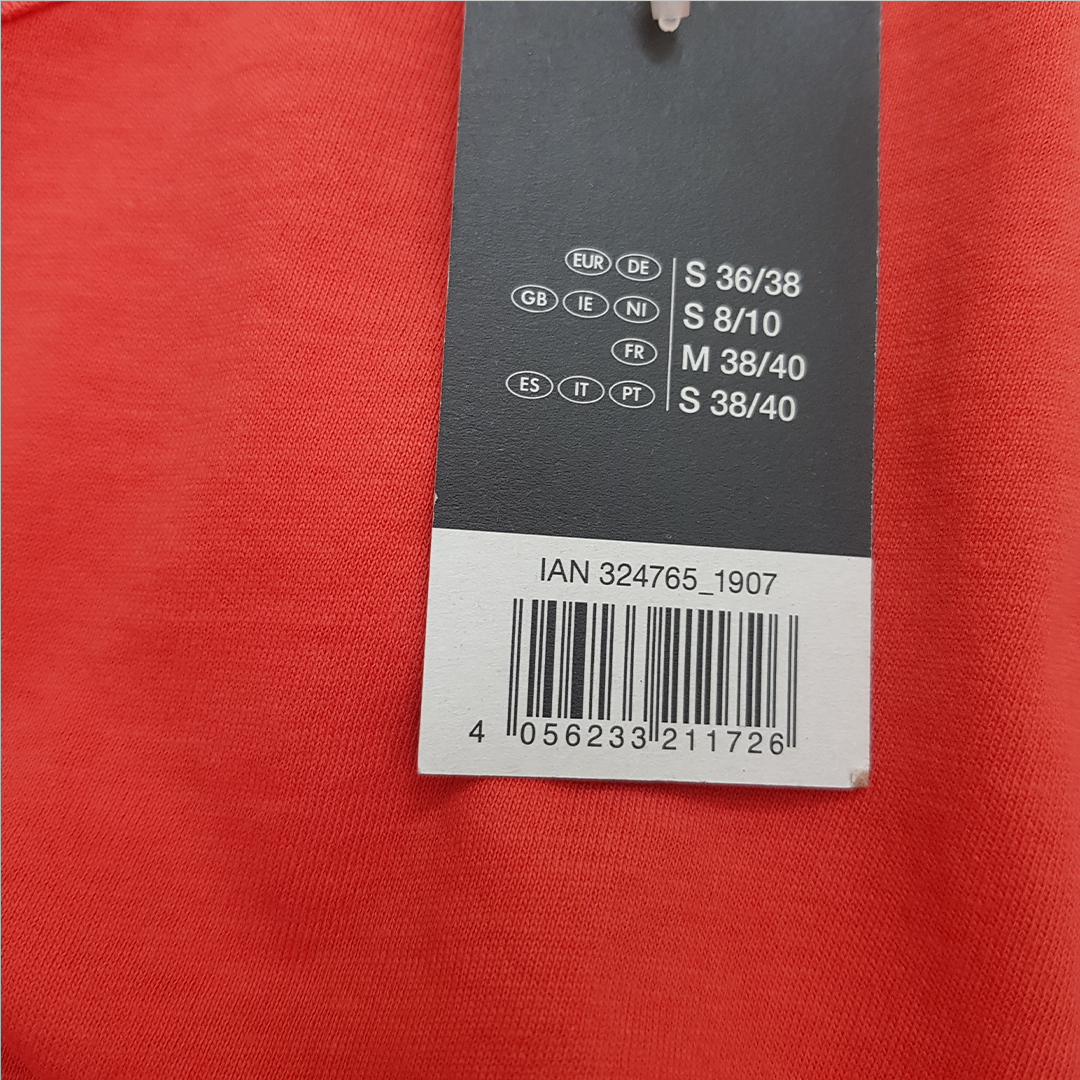 EUR DE S 36/38
GB IE NI S 8/10
FR M 38/40
ES IT PT S 38/40
IAN 324765_1907
4 056233 211726